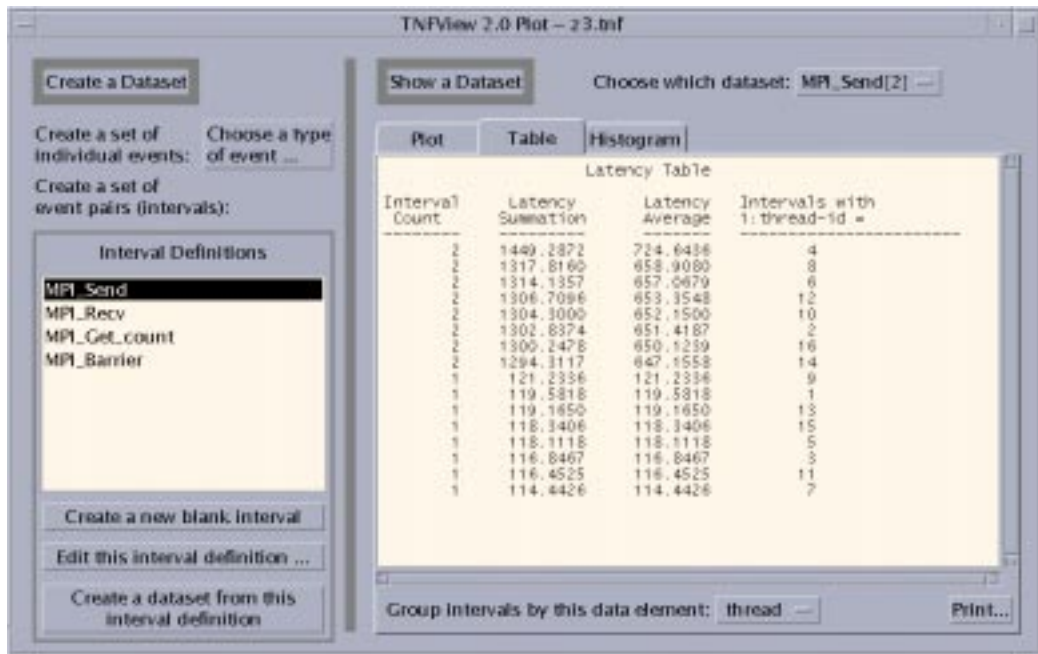 TNFView 2.0 Plot – z3.tnf
Create a Dataset
Create a set of individual events:
Choose a type of event ...
Create a set of event pairs (intervals):
Interval Definitions
MPI_Send
MPI_Recv
MPI_Get_count
MPI_Barrier
Create a new blank interval
Edit this interval definition ...
Create a dataset from this interval definition
Show a Dataset
Choose which dataset: MPI_Send[2]
Plot Table Histogram
Latency Table
Interval Latency Latency Intervals with
Count Summation Average 1:thread-id =
-------- --------- -------- ----------------------
2 1449.2872 724.6436 4
2 1317.8160 658.9080 8
2 1314.1357 657.0679 6
2 1306.7096 653.3548 12
2 1304.3000 652.1500 10
2 1302.8374 651.4187 2
2 1300.2478 650.1239 16
2 1294.3117 647.1558 14
1 121.2336 121.2336 9
1 119.5818 119.5818 1
1 119.1650 119.1650 13
1 118.3406 118.3406 15
1 118.1118 118.1118 5
1 116.8467 116.8467 3
1 116.4525 116.4525 11
1 114.4426 114.4426 7
Group intervals by this data element: thread
Print...